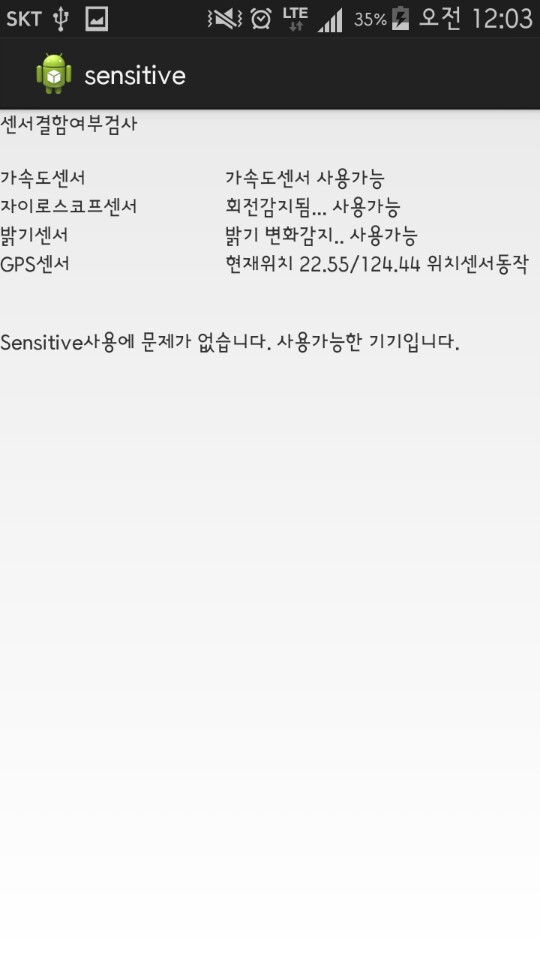 SKT LTE 35% 오전 12:03
sensitive
센서결함여부검사
가속도센서 가속도센서 사용가능
자이로스코프센서 회전감지됨... 사용가능
밝기센서 밝기 변화감지.. 사용가능
GPS센서 현재위치 22.55/124.44 위치센서동작
Sensitive사용에 문제가 없습니다. 사용가능한 기기입니다.